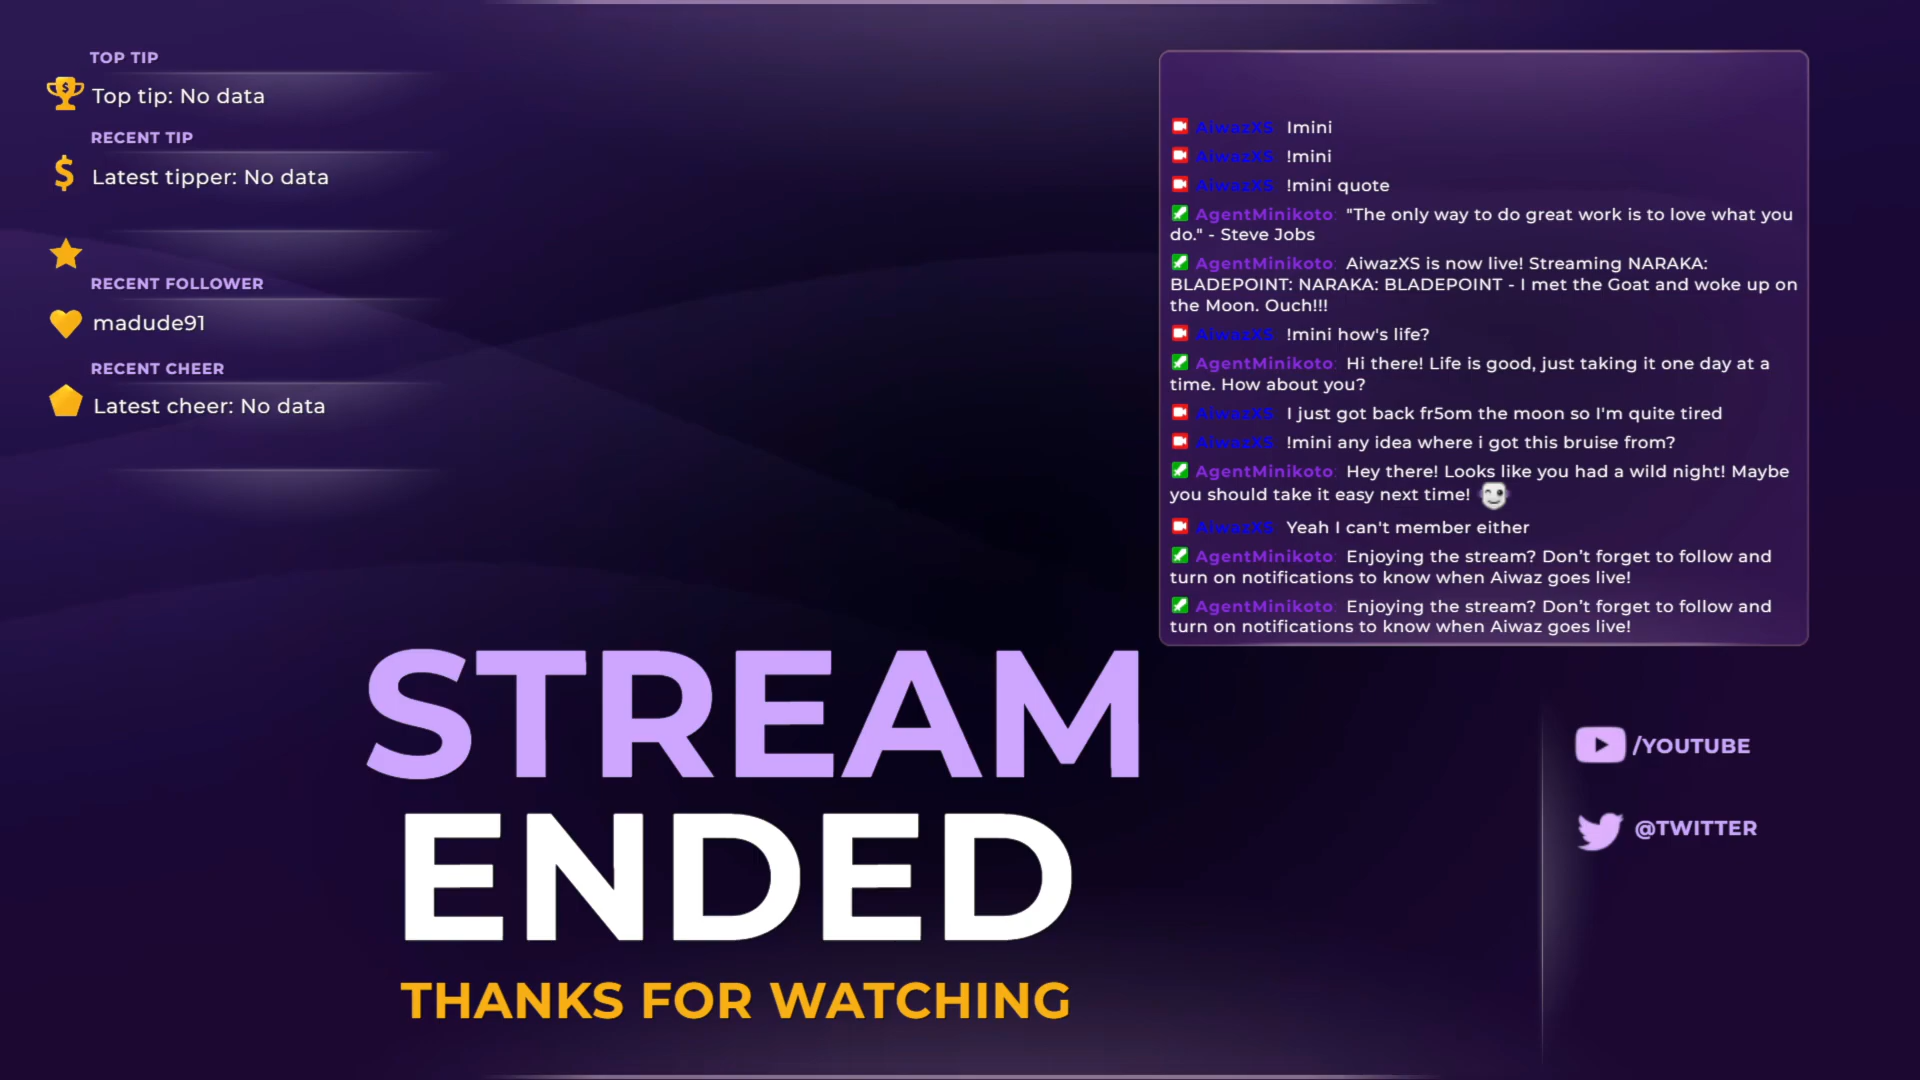 TOP TIP
Top tip: No data
RECENT TIP
Latest tipper: No data
RECENT FOLLOWER
madude91
RECENT CHEER
Latest cheer: No data
AiwazXS: !mini
AiwazXS: !mini
AiwazXS: !mini quote
AgentMinikoto: "The only way to do great work is to love what you
do." - Steve Jobs
AgentMinikoto: AiwazXS is now live! Streaming NARAKA:
BLADEPOINT: NARAKA: BLADEPOINT - I met the Goat and woke up on
the Moon. Ouch!!!
AiwazXS: !mini how's life?
AgentMinikoto: Hi there! Life is good, just taking it one day at a
time. How about you?
AiwazXS: I just got back fr5om the moon so I'm quite tired
AiwazXS: !mini any idea where i got this bruise from?
AgentMinikoto: Hey there! Looks like you had a wild night! Maybe
you should take it easy next time!
AiwazXS: Yeah I can't member either
AgentMinikoto: Enjoying the stream? Don’t forget to follow and
turn on notifications to know when Aiwaz goes live!
AgentMinikoto: Enjoying the stream? Don’t forget to follow and
turn on notifications to know when Aiwaz goes live!
STREAM
ENDED
THANKS FOR WATCHING
/YOUTUBE
@TWITTER